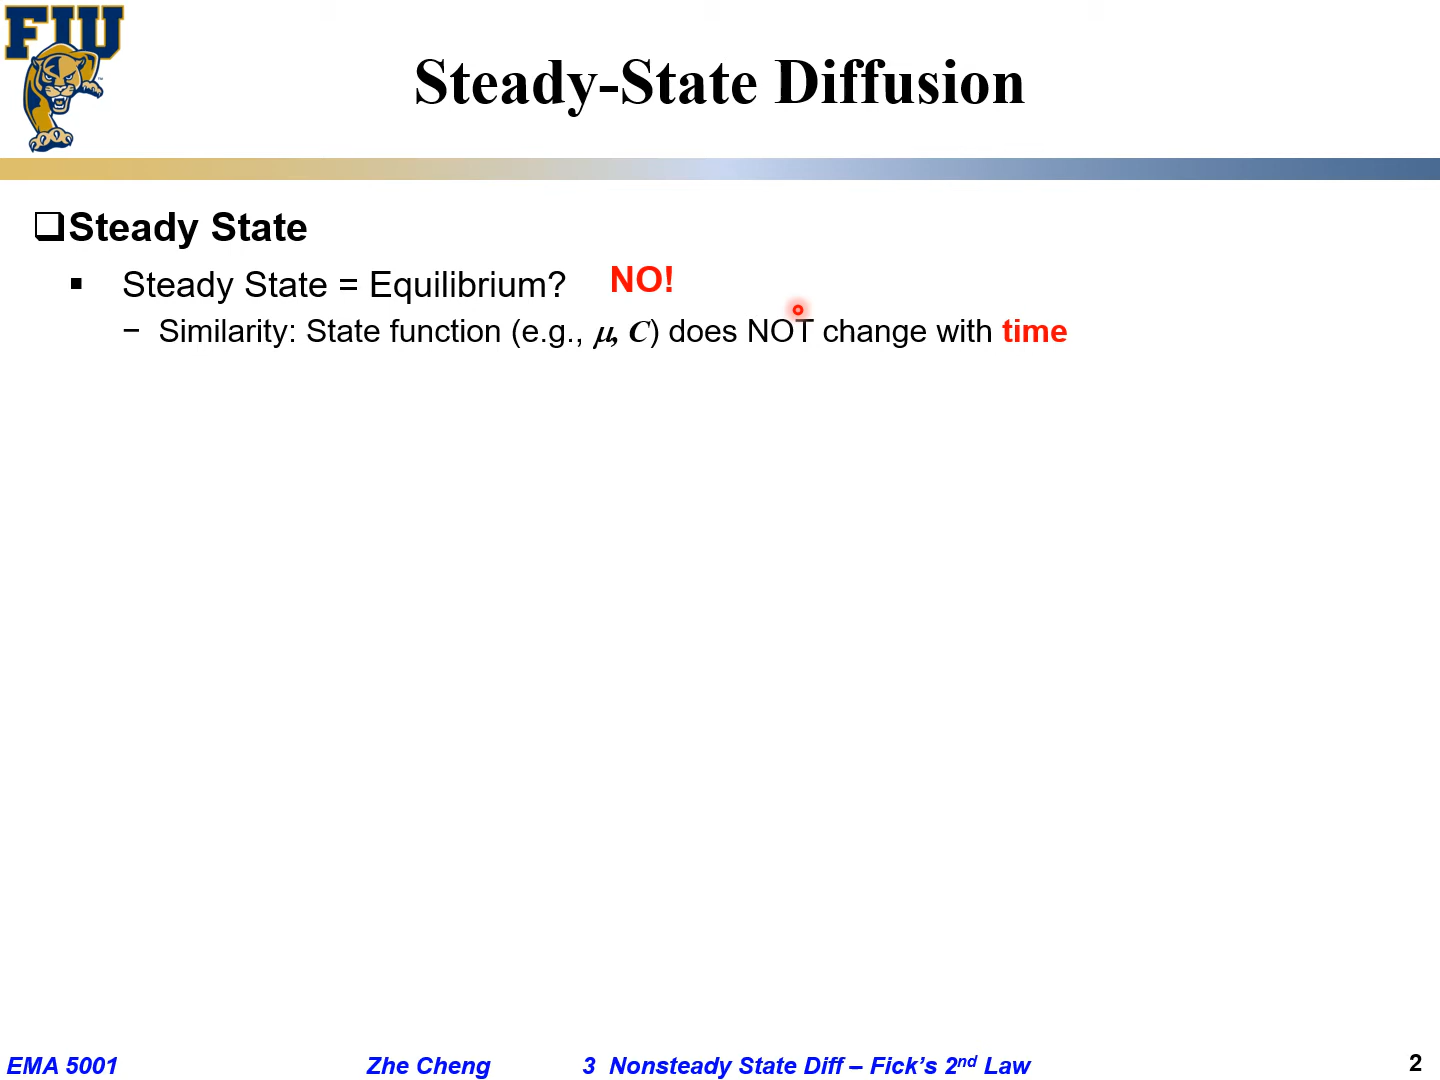 FIU
Steady-State Diffusion
❑Steady State
▪ Steady State = Equilibrium? NO!
− Similarity: State function (e.g., μ, C) does NOT change with time
EMA 5001 Zhe Cheng 3 Nonsteady State Diff – Fick’s 2nd Law 2